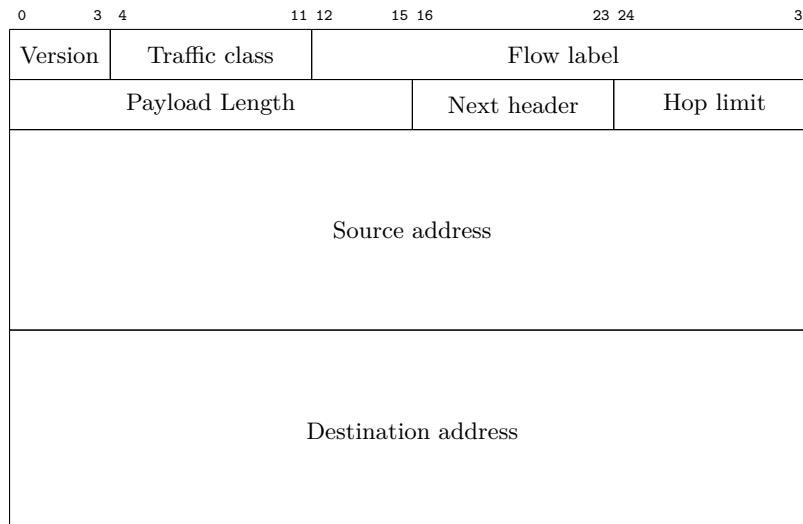 0 3 4 11 12 15 16 23 24 3
Version Traffic class Flow label
Payload Length Next header Hop limit
Source address
Destination address